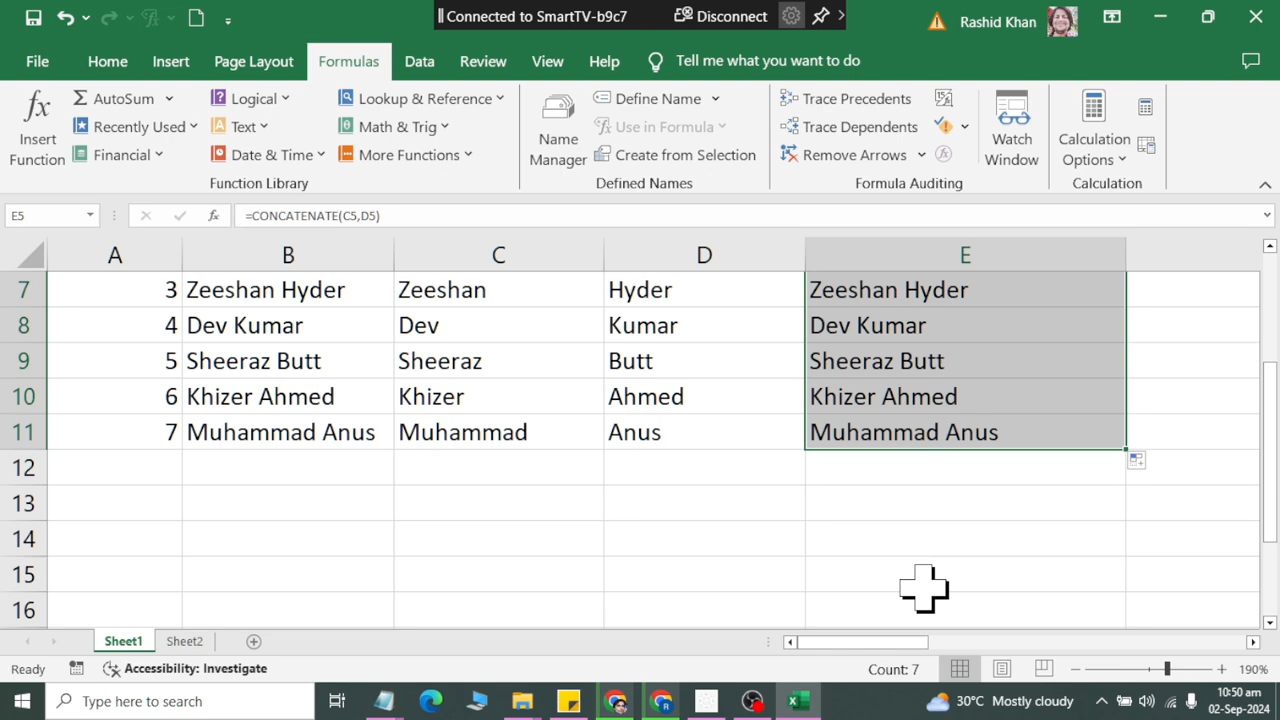 Connected to SmartTV-b9c7 Disconnect
Rashid Khan
File Home Insert Page Layout Formulas Data Review View Help Tell me what you want to do
fx Insert Function
AutoSum
Recently Used
Financial
Logical
Text
Date & Time
Lookup & Reference
Math & Trig
More Functions
Function Library
Name Manager
Define Name
Use in Formula
Create from Selection
Defined Names
Trace Precedents
Trace Dependents
Remove Arrows
Watch Window
Formula Auditing
Calculation Options
Calculation
E5 fx =CONCATENATE(C5,D5)
A B C D E
7 3 Zeeshan Hyder Zeeshan Hyder Zeeshan Hyder
8 4 Dev Kumar Dev Kumar Dev Kumar
9 5 Sheeraz Butt Sheeraz Butt Sheeraz Butt
10 6 Khizer Ahmed Khizer Ahmed Khizer Ahmed
11 7 Muhammad Anus Muhammad Anus Muhammad Anus
12
13
14
15
16
Sheet1 Sheet2
Ready Accessibility: Investigate Count: 7 190%
Type here to search 30°C Mostly cloudy 10:50 am
02-Sep-2024